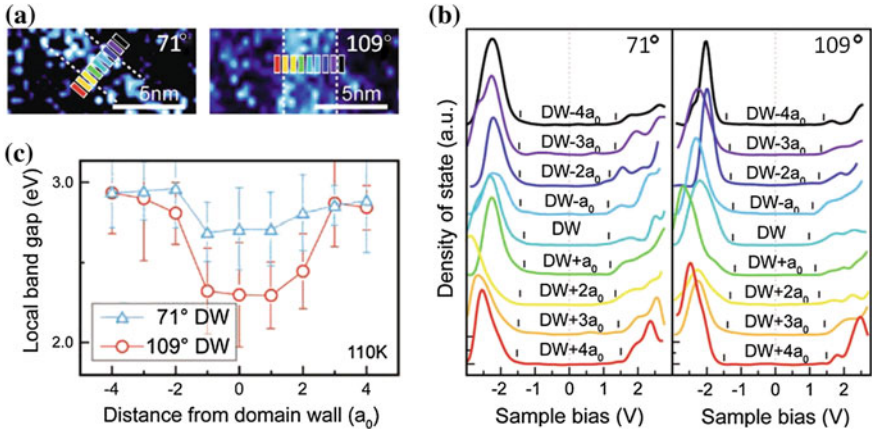 (a)
71°
5nm
109°
5nm
(c)
Local band gap (eV)
3.0
2.0
71° DW
109° DW
110K
-4 -2 0 2 4
Distance from domain wall (a₀)
(b)
Density of state (a.u.)
71°
DW-4a₀
DW-3a₀
DW-2a₀
DW-a₀
DW
DW+a₀
DW+2a₀
DW+3a₀
DW+4a₀
-2 -1 0 1 2
Sample bias (V)
109°
DW-4a₀
DW-3a₀
DW-2a₀
DW-a₀
DW
DW+a₀
DW+2a₀
DW+3a₀
DW+4a₀
-2 -1 0 1 2
Sample bias (V)